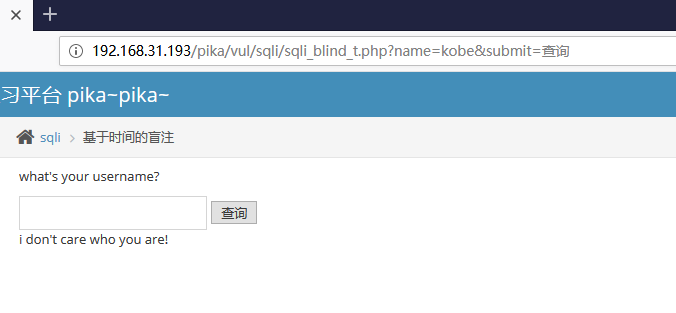 192.168.31.193/pika/vul/sqli/sqli_blind_t.php?name=kobe&submit=查询
习平台 pika~pika~
sqli 基于时间的盲注
what's your username?
查询
i don't care who you are!